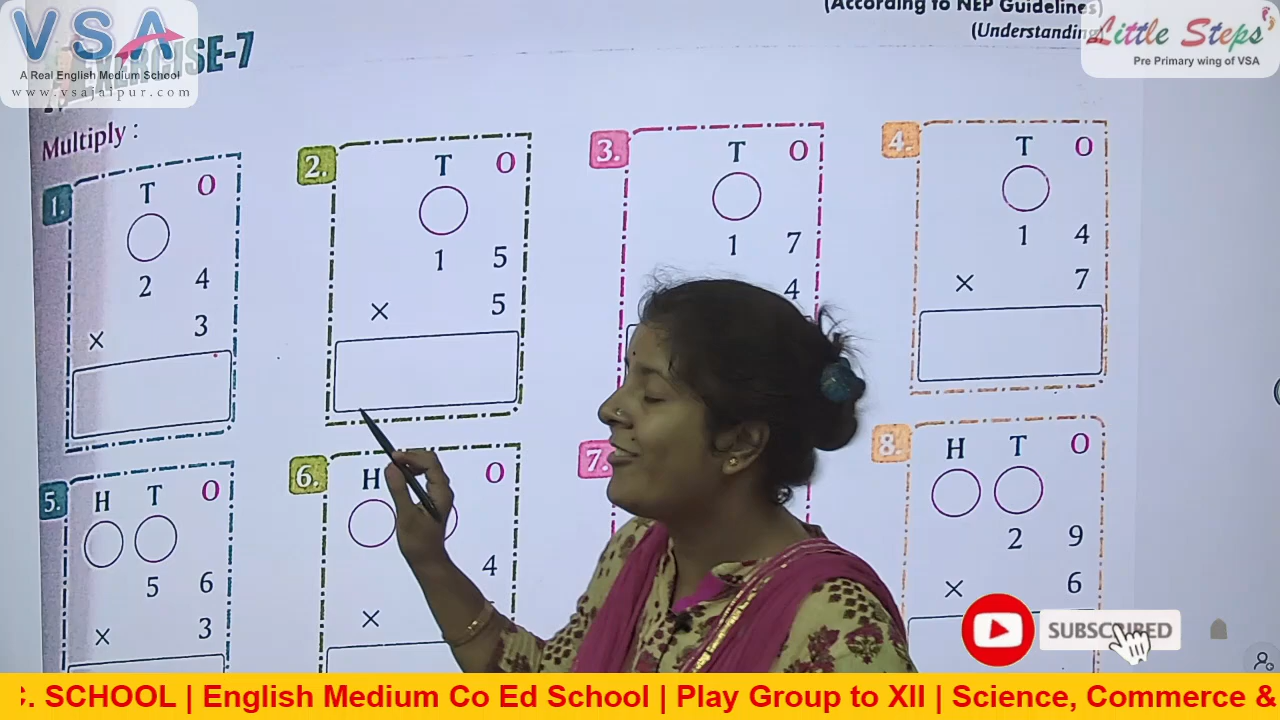 VSA
A Real English Medium School
www.vsajaipur.com
EXERCISE-7
(According to NEP Guidelines)
(Understanding)
Little Steps
Pre Primary wing of VSA
Multiply :
1.
T O
2 4
× 3
2.
T O
1 5
× 5
3.
T O
1 7
4
4.
T O
1 4
× 7
5.
H T O
5 6
× 3
6.
H O
4
×
7.
8.
H T O
2 9
× 6
SUBSCRIBED
SCHOOL | English Medium Co Ed School | Play Group to XII | Science, Commerce &